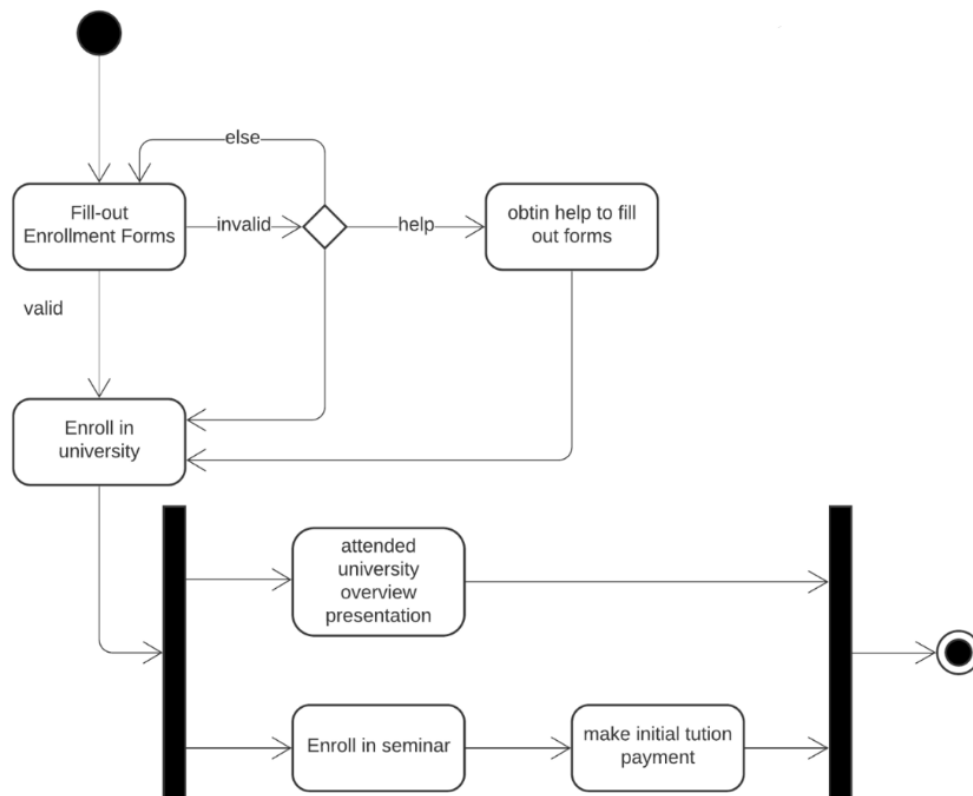 else
Fill-out
Enrollment Forms
invalid
help
obtin help to fill
out forms
valid
Enroll in
university
attended
university
overview
presentation
Enroll in seminar
make initial tution
payment